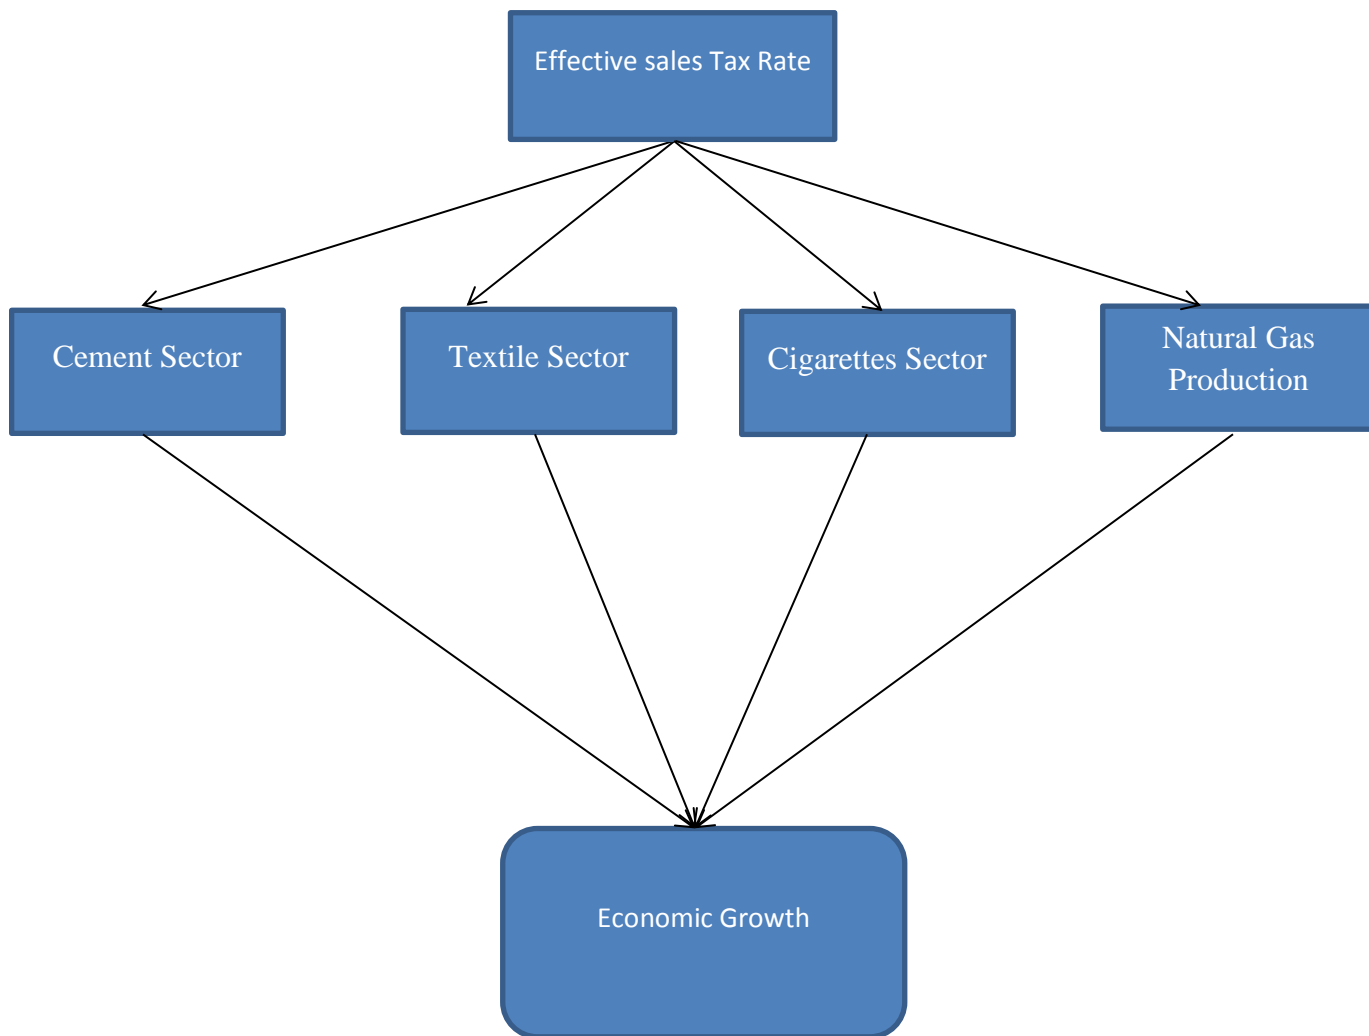 Effective sales Tax Rate
Cement Sector
Textile Sector
Cigarettes Sector
Natural Gas
Production
Economic Growth